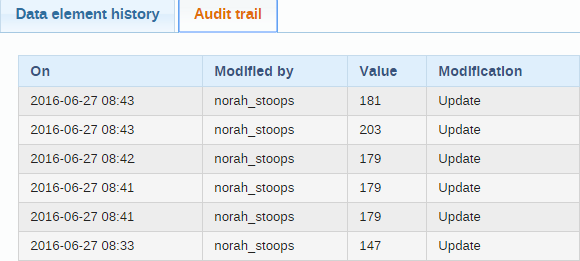 Data element history Audit trail
On Modified by Value Modification
2016-06-27 08:43 norah_stoops 181 Update
2016-06-27 08:43 norah_stoops 203 Update
2016-06-27 08:42 norah_stoops 179 Update
2016-06-27 08:41 norah_stoops 179 Update
2016-06-27 08:41 norah_stoops 179 Update
2016-06-27 08:33 norah_stoops 147 Update